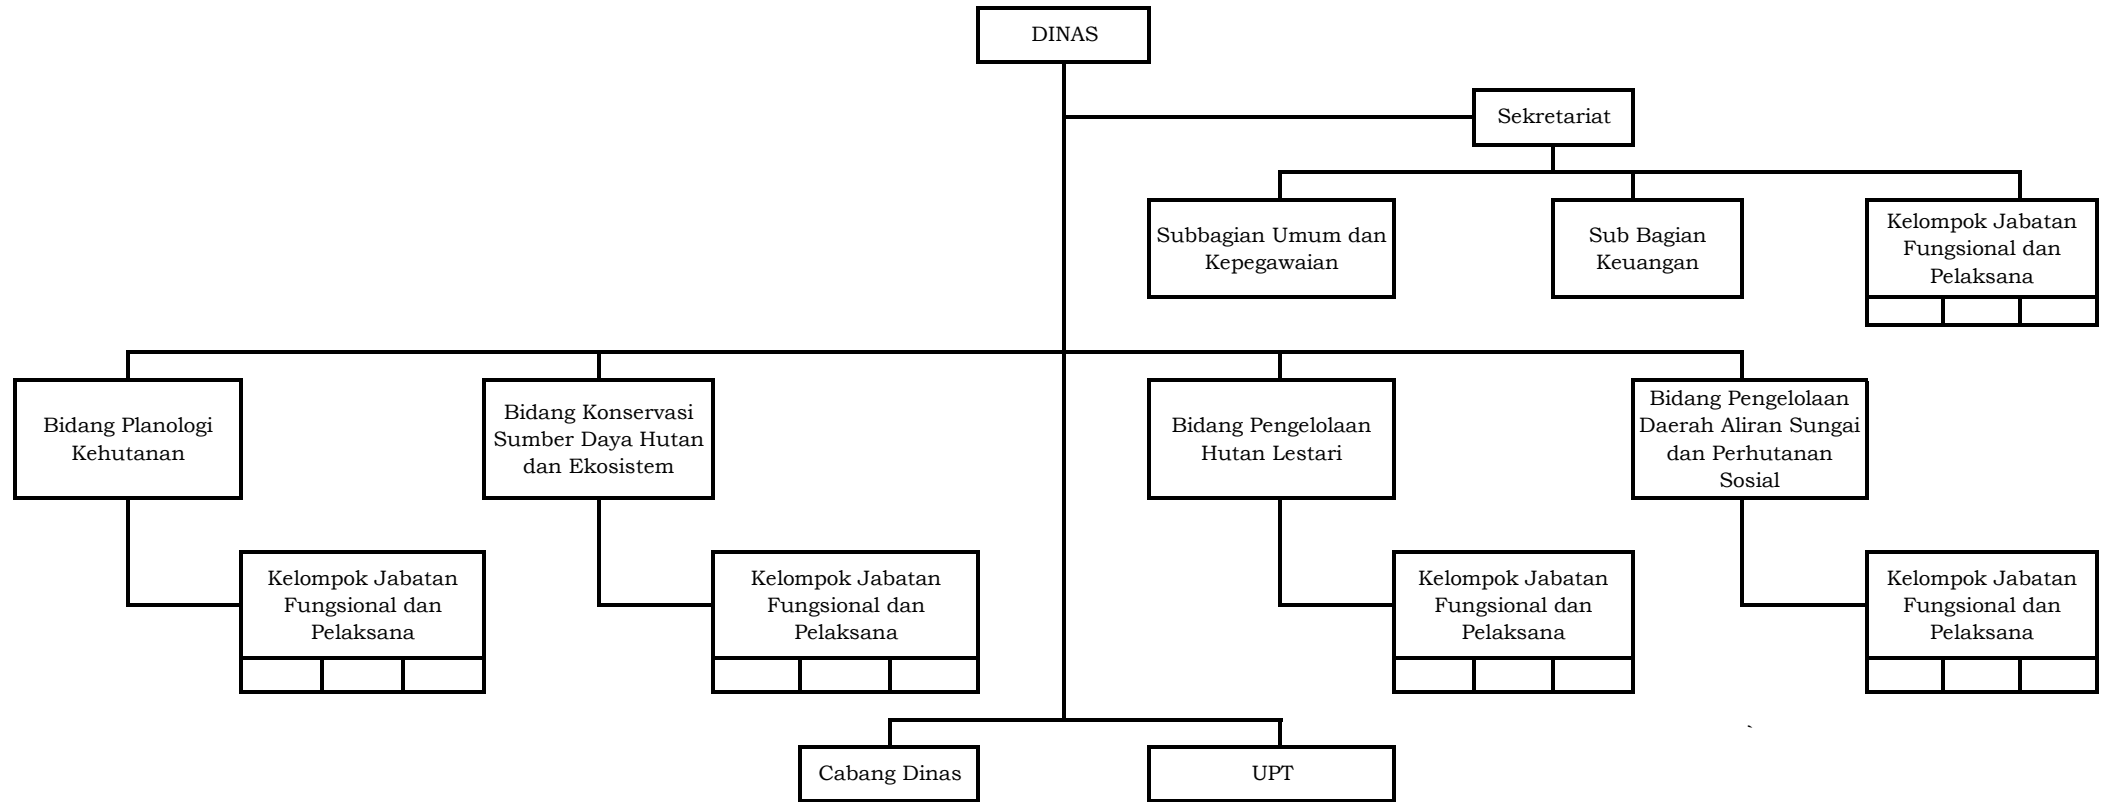 DINAS
Sekretariat
Subbagian Umum dan
Kepegawaian
Sub Bagian
Keuangan
Kelompok Jabatan
Fungsional dan
Pelaksana
Bidang Planologi
Kehutanan
Bidang Konservasi
Sumber Daya Hutan
dan Ekosistem
Bidang Pengelolaan
Hutan Lestari
Bidang Pengelolaan
Daerah Aliran Sungai
dan Perhutanan
Sosial
Kelompok Jabatan
Fungsional dan
Pelaksana
Kelompok Jabatan
Fungsional dan
Pelaksana
Kelompok Jabatan
Fungsional dan
Pelaksana
Kelompok Jabatan
Fungsional dan
Pelaksana
`
Cabang Dinas
UPT